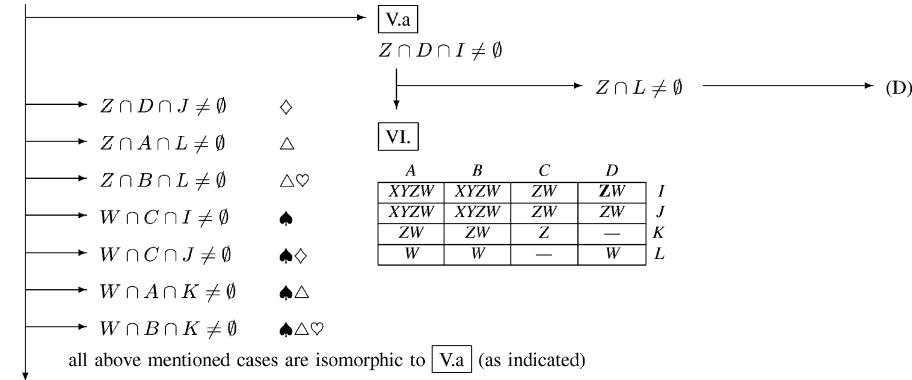 V.a
Z ∩ D ∩ I ≠ ∅
Z ∩ L ≠ ∅ (D)
Z ∩ D ∩ J ≠ ∅ ♢
Z ∩ A ∩ L ≠ ∅ △
Z ∩ B ∩ L ≠ ∅ △♡
W ∩ C ∩ I ≠ ∅ ♠
W ∩ C ∩ J ≠ ∅ ♠♢
W ∩ A ∩ K ≠ ∅ ♠△
W ∩ B ∩ K ≠ ∅ ♠△♡
all above mentioned cases are isomorphic to V.a (as indicated)
VI.
A B C D
XYZW XYZW ZW ZW I
XYZW XYZW ZW ZW J
ZW ZW Z — K
W W — W L